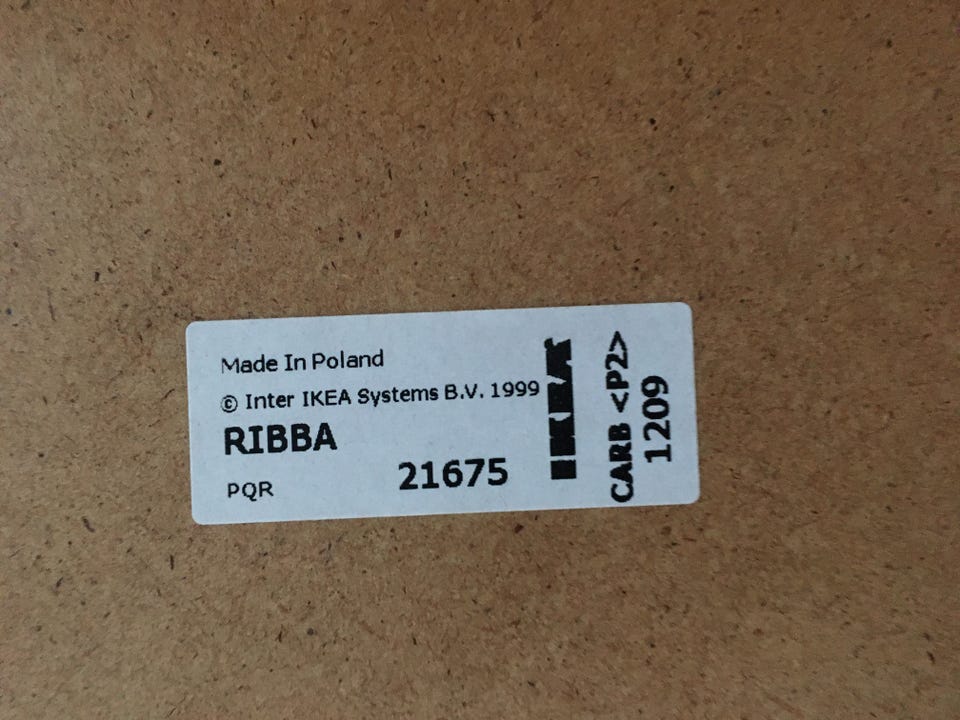 Made In Poland
© Inter IKEA Systems B.V. 1999
RIBBA
21675
PQR
IKEA
CARB <P2>
1209